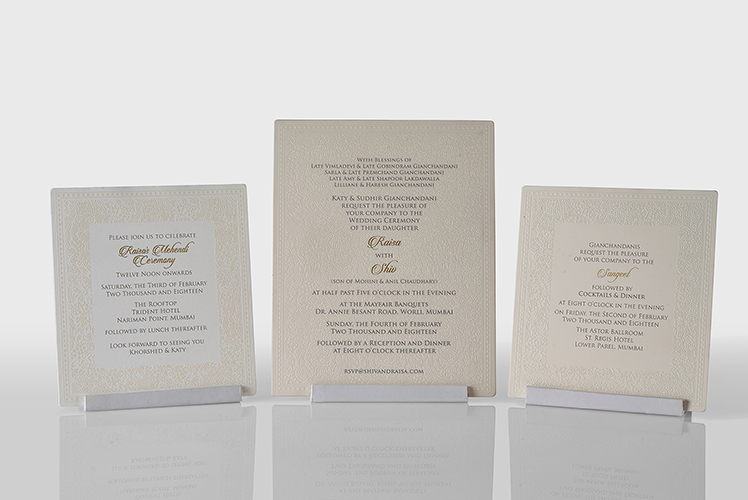 Please join us to celebrate
Raisa's Mehendi
Ceremony
Twelve Noon onwards
Saturday, the Third of February
Two Thousand and Eighteen
The Rooftop
Trident Hotel
Nariman Point, Mumbai
followed by lunch thereafter
Look forward to seeing you
Khorshed & Katy
With Blessings of
Late Vimladevi & Late Gobindram Gianchandani
Sarla & Late Premchand Gianchandani
Late Amy & Late Shapoor Lakdawalla
Lilliane & Haresh Gianchandani
Katy & Sudhir Gianchandani
request the pleasure of
your company to the
Wedding Ceremony
of their daughter
Raisa
with
Shiv
(son of Mohini & Anil Chaudhary)
at half past Five o'clock in the Evening
at the Mayfair Banquets
Dr. Annie Besant Road, Worli, Mumbai
Sunday, the Fourth of February
Two Thousand and Eighteen
followed by a Reception and Dinner
at Eight o'clock thereafter
rsvp@shivandraisa.com
Gianchandanis
request the pleasure
of your company to the
Sangeet
followed by
Cocktails & Dinner
at Eight o'clock in the evening
on Friday, the Second of February
Two Thousand and Eighteen
The Astor Ballroom
St. Regis Hotel
Lower Parel, Mumbai